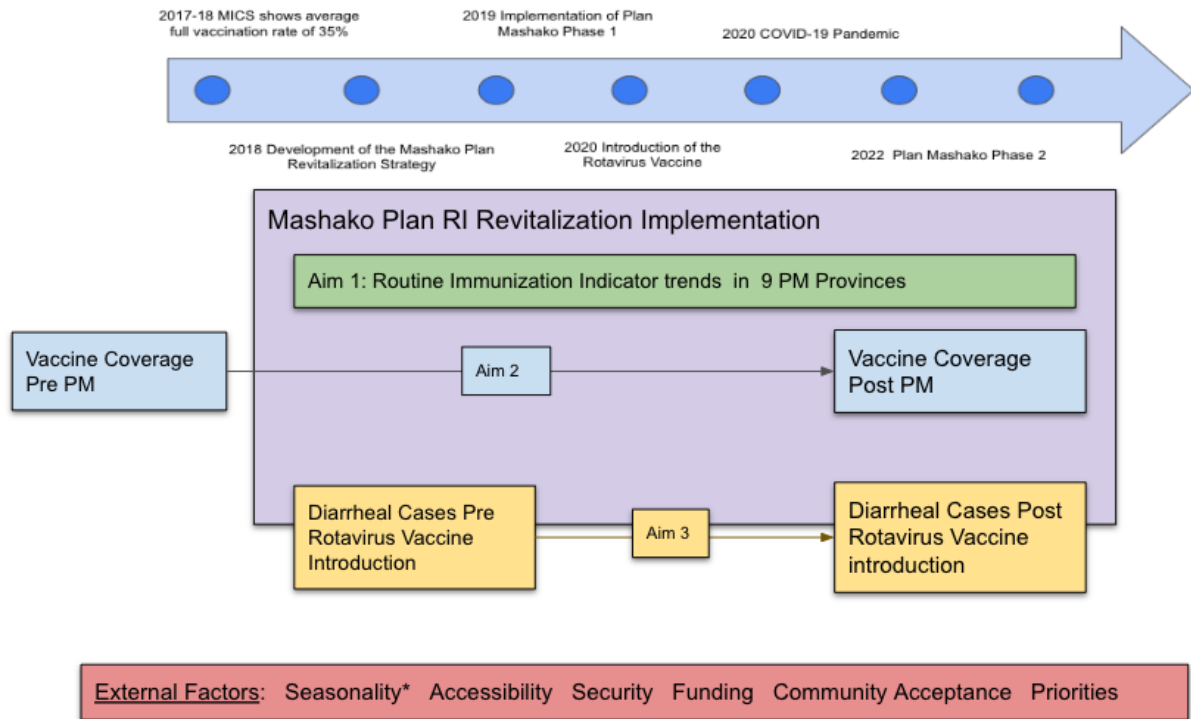 2017-18 MICS shows average
full vaccination rate of 35%
2019 Implementation of Plan
Mashako Phase 1
2020 COVID-19 Pandemic
2018 Development of the Mashako Plan
Revitalization Strategy
2020 Introduction of the
Rotavirus Vaccine
2022 Plan Mashako Phase 2
Mashako Plan RI Revitalization Implementation
Aim 1: Routine Immunization Indicator trends in 9 PM Provinces
Vaccine Coverage
Pre PM
Aim 2
Vaccine Coverage
Post PM
Diarrheal Cases Pre
Rotavirus Vaccine
Introduction
Aim 3
Diarrheal Cases Post
Rotavirus Vaccine
introduction
External Factors: Seasonality* Accessibility Security Funding Community Acceptance Priorities